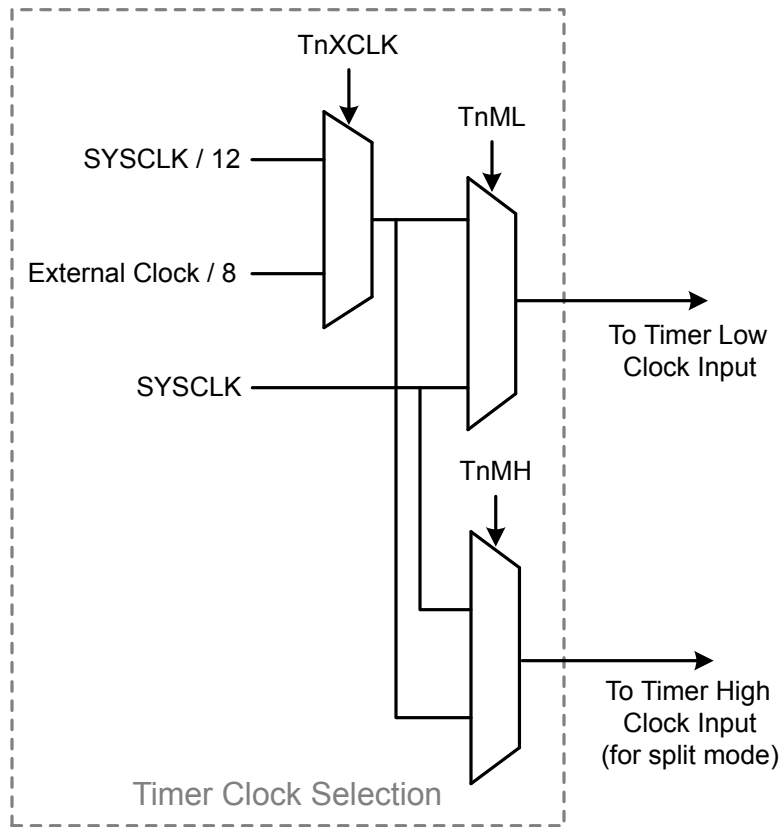 TnXCLK
TnML
SYSCLK / 12
External Clock / 8
To Timer Low
Clock Input
SYSCLK
TnMH
To Timer High
Clock Input
(for split mode)
Timer Clock Selection